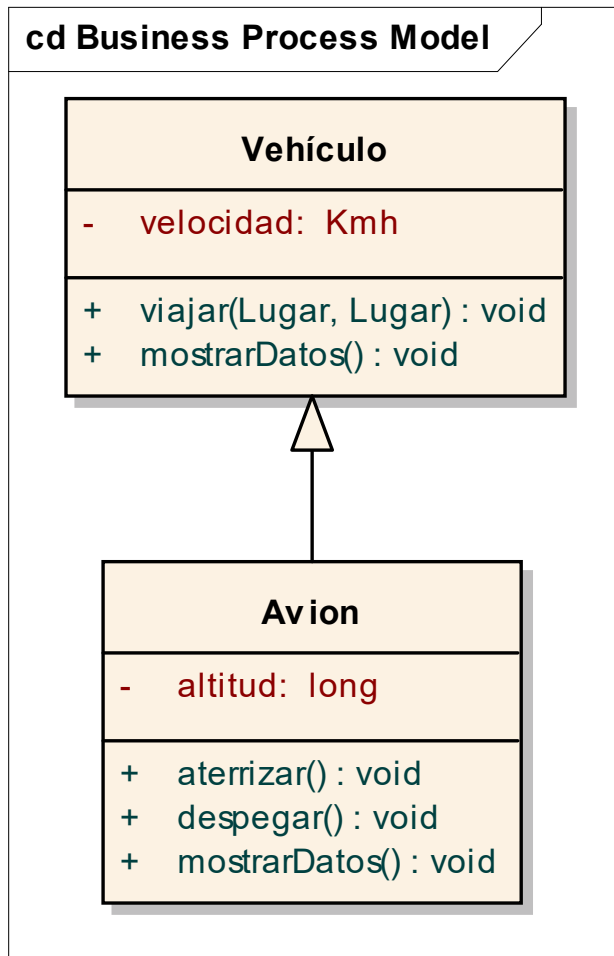 cd Business Process Model
Vehículo
- velocidad: Kmh
+ viajar(Lugar, Lugar) : void
+ mostrarDatos() : void
Avion
- altitud: long
+ aterrizar() : void
+ despegar() : void
+ mostrarDatos() : void